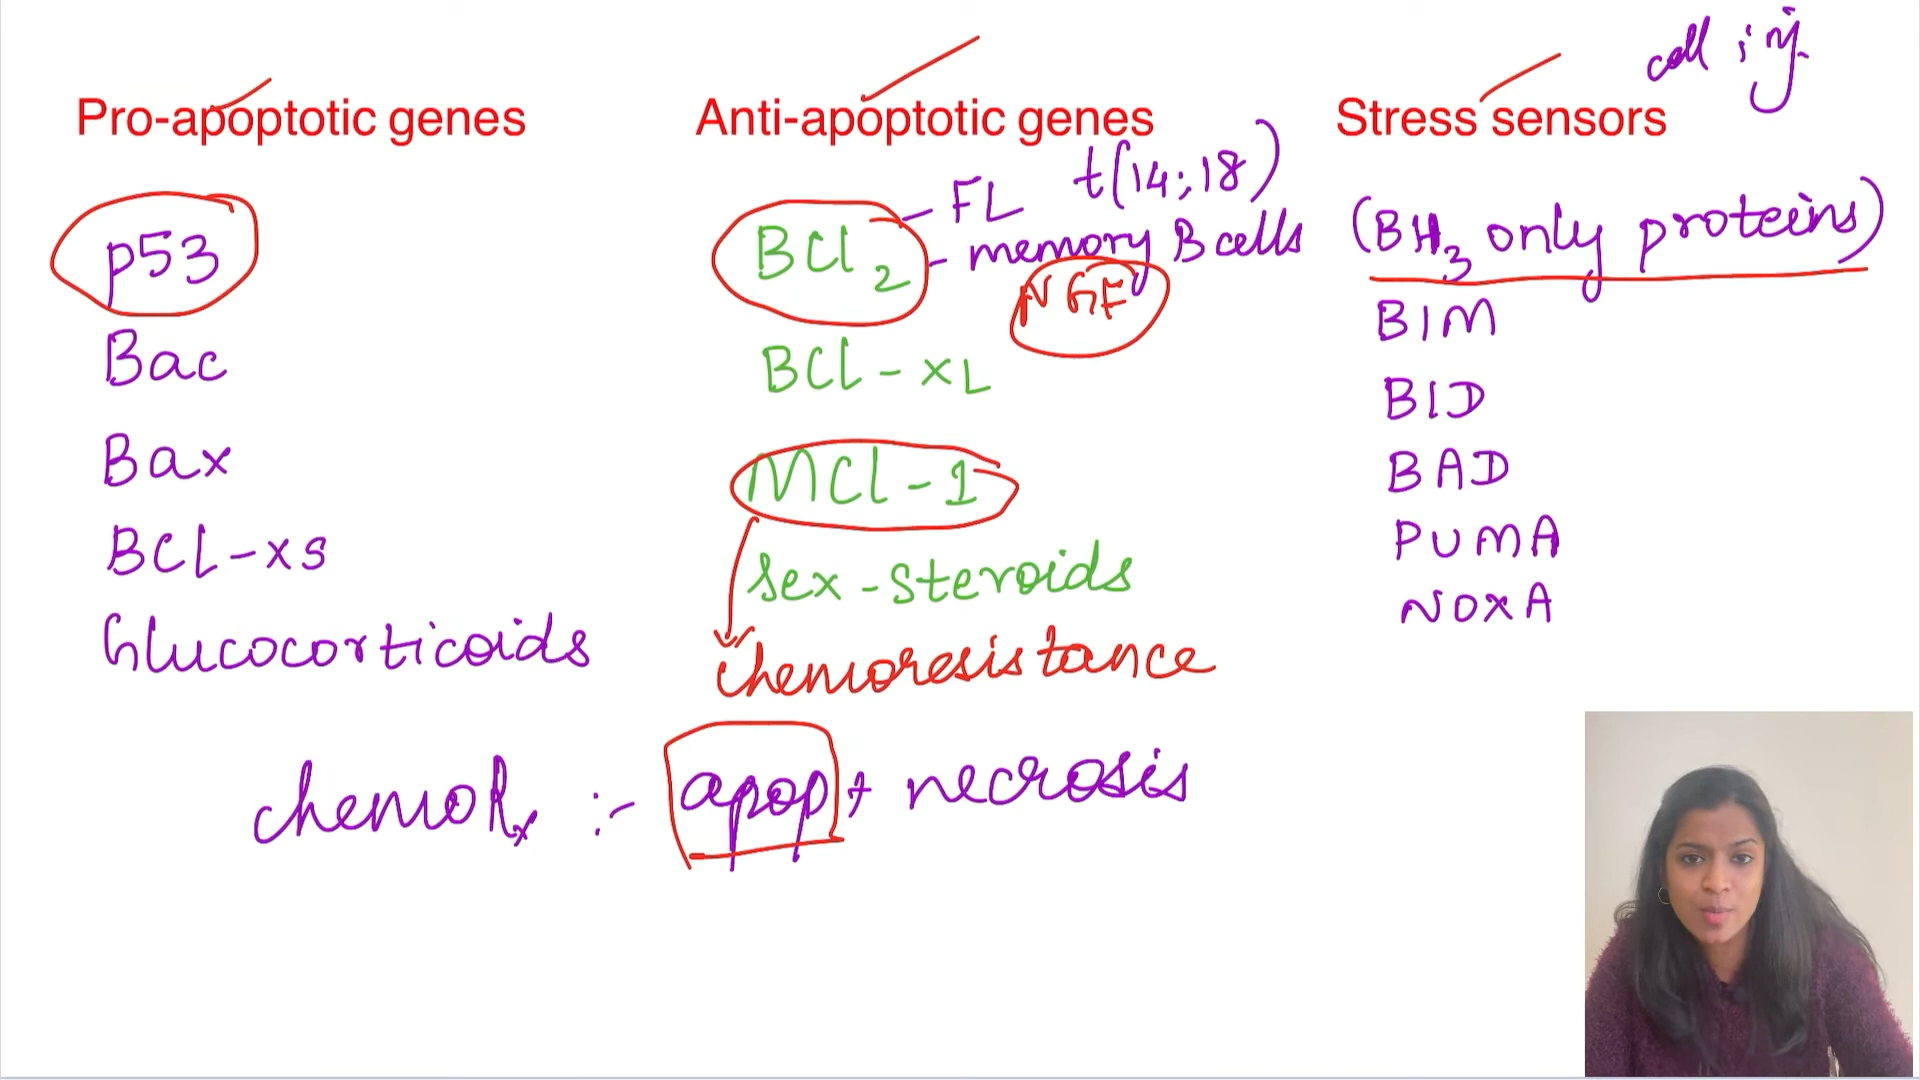 Pro-apoptotic genes
p53
Bac
Bax
BCl-xs
Glucocorticoids
Anti-apoptotic genes
BCl2 - FL t(14;18)
- memory B cells
NGF
BCl-xL
MCl-1
Sex-steroids
chemoresistance
cell inj.
Stress sensors
(BH3 only proteins)
BIM
BID
BAD
PUMA
NOXA
chemoRx :- apop + necrosis